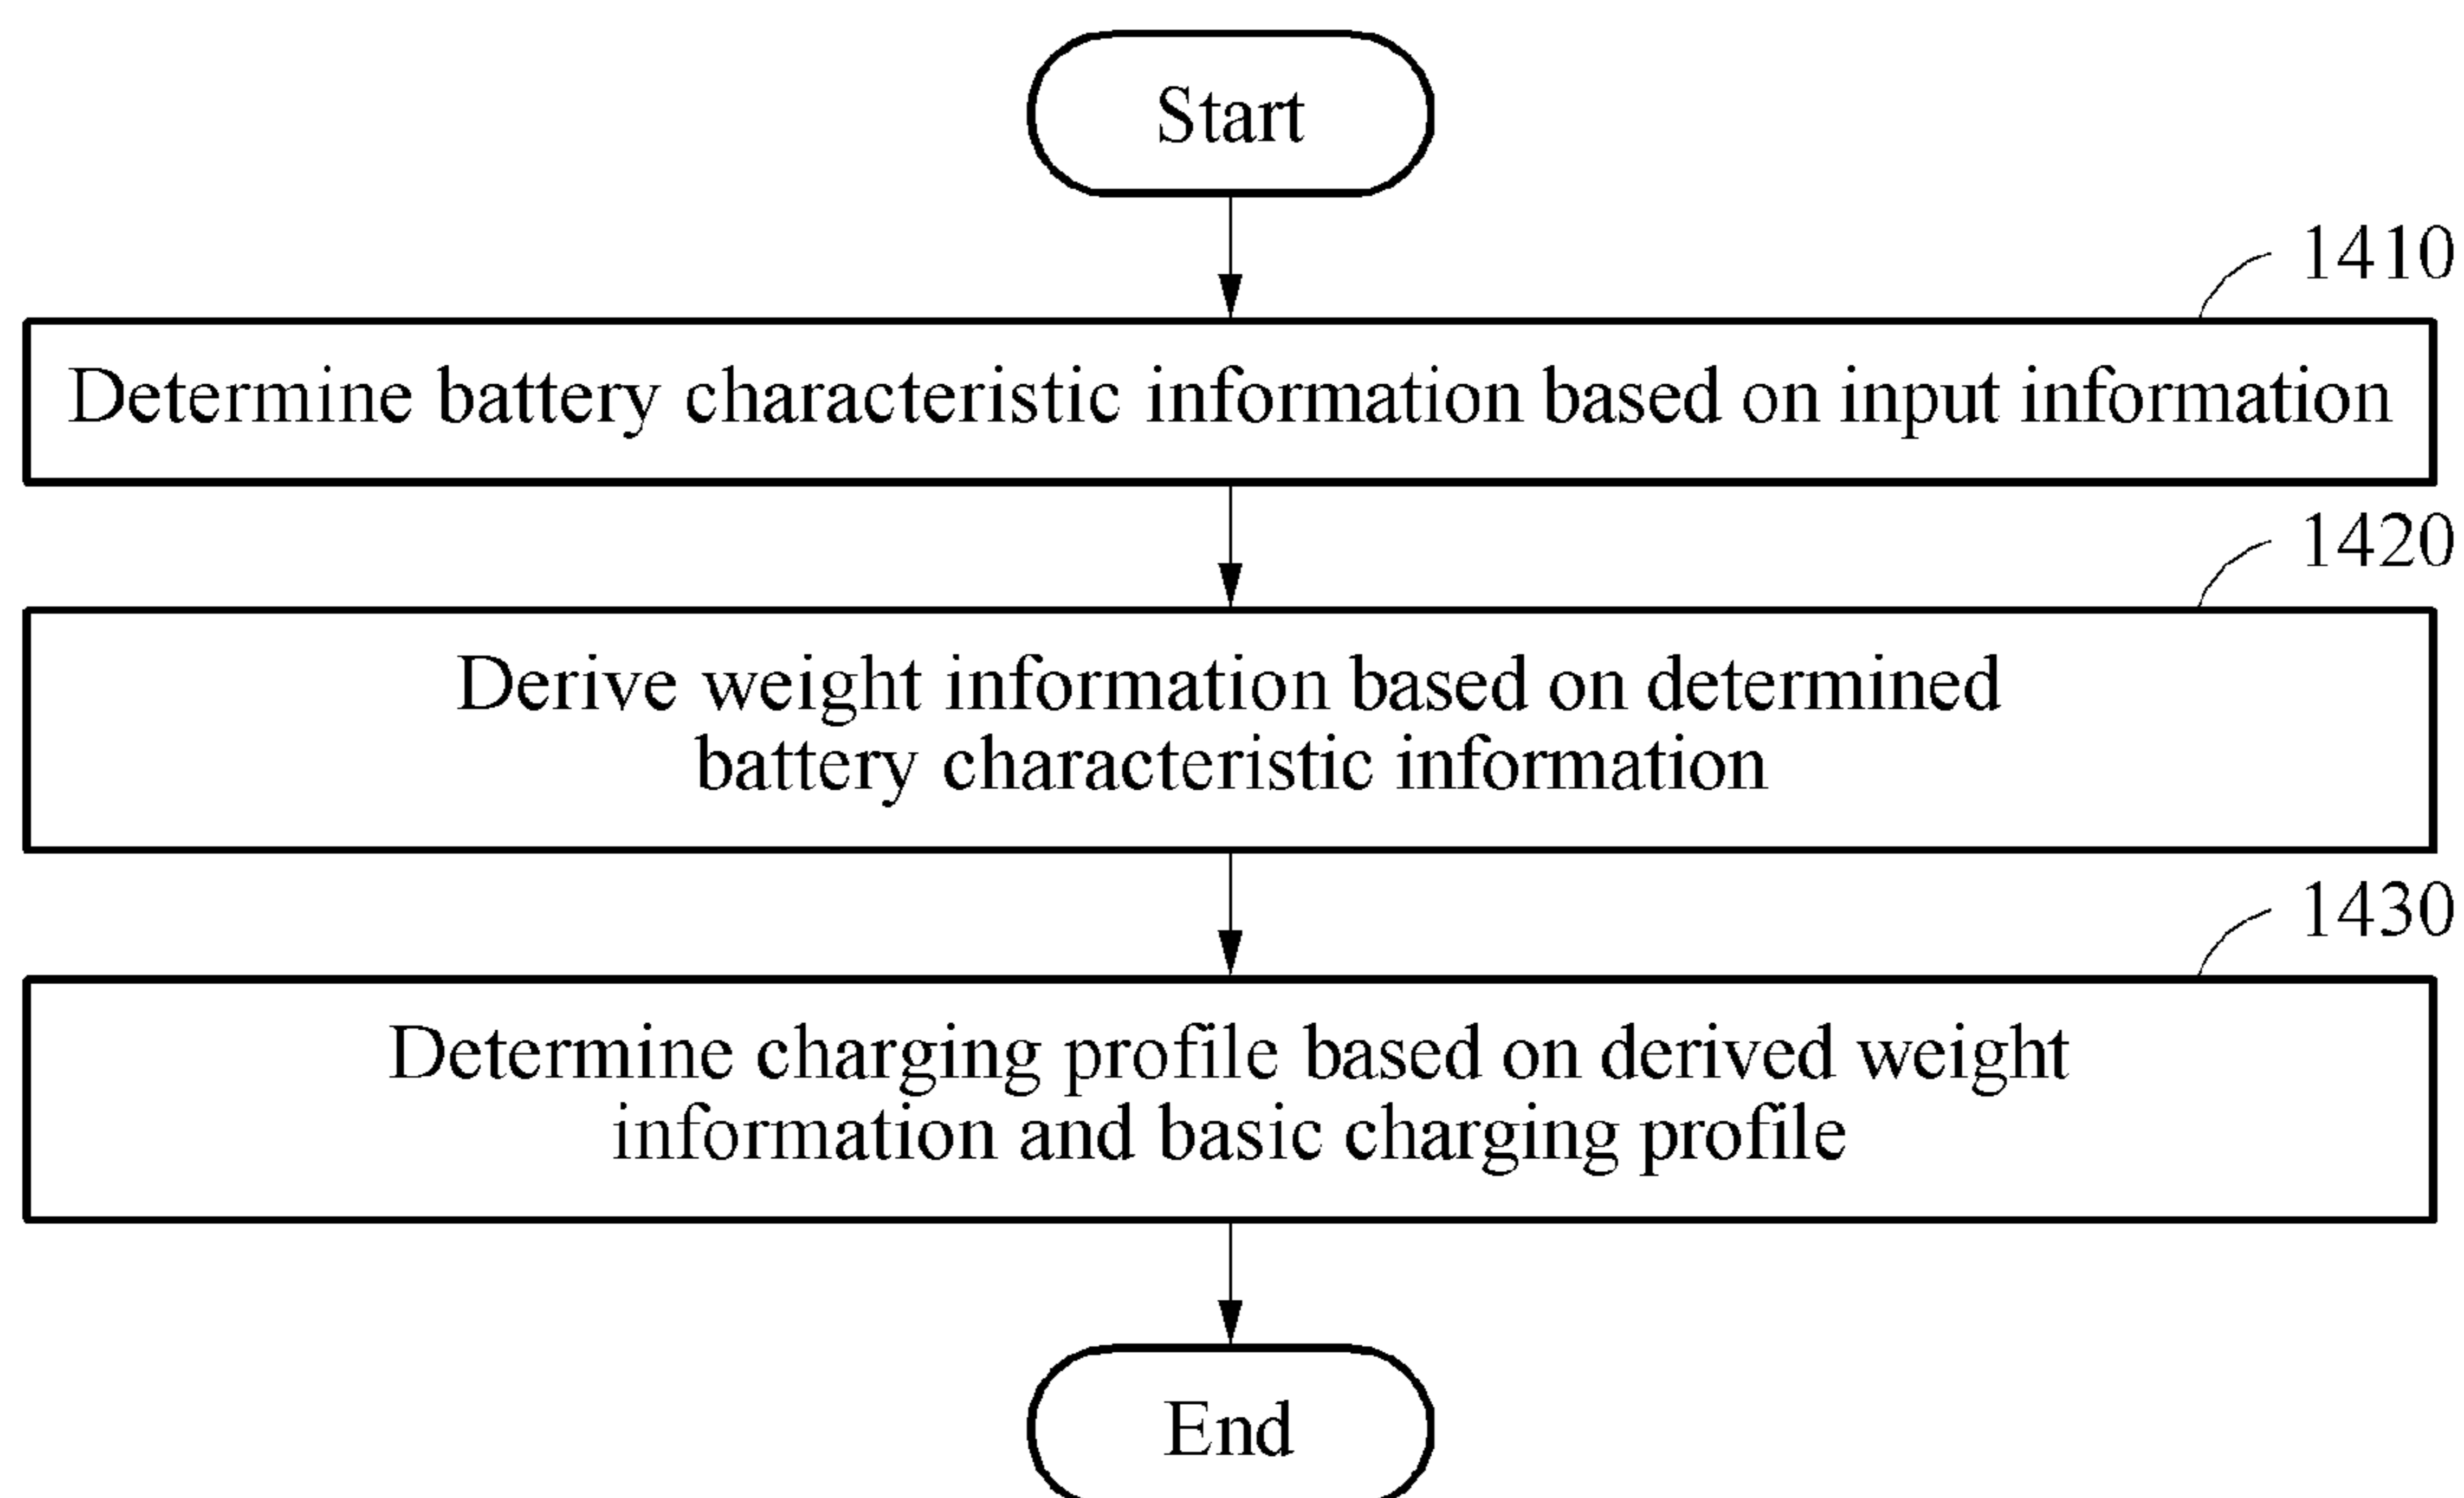 Start
1410
Determine battery characteristic information based on input information
1420
Derive weight information based on determined
battery characteristic information
1430
Determine charging profile based on derived weight
information and basic charging profile
End